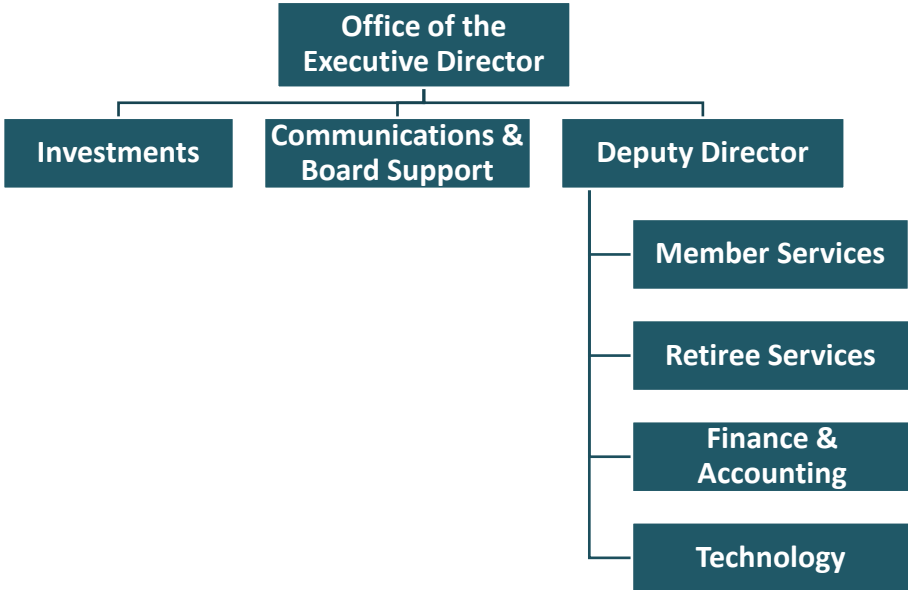 Office of the
Executive Director
Investments
Communications &
Board Support
Deputy Director
Member Services
Retiree Services
Finance &
Accounting
Technology